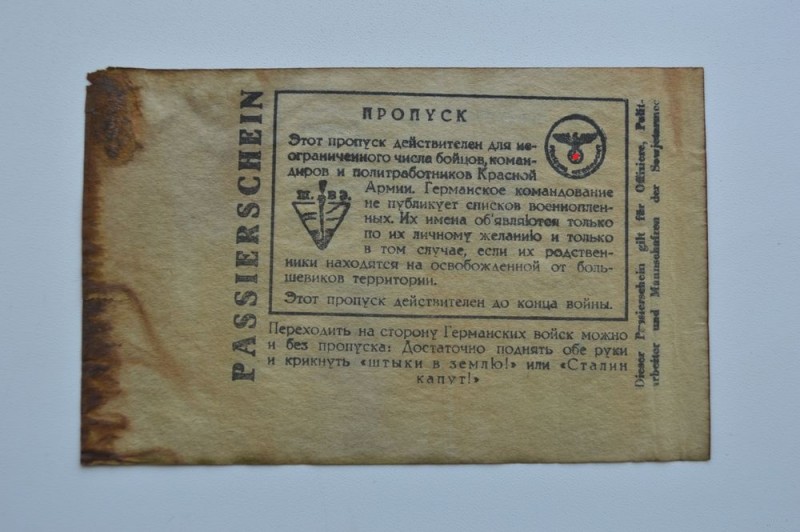 PASSIERSCHEIN
ПРОПУСК
Этот пропуск действителен для не-
ограниченного числа бойцов, коман-
диров и политработников Красной
Армии. Германское командование
не публикует списков военноплен-
ных. Их имена об'являются только
по их личному желанию и только
в том случае, если их родствен-
ники находятся на освобожденной от боль-
шевиков территории.
Этот пропуск действителен до конца войны.
Ш. В З.
Переходить на сторону Германских войск можно
и без пропуска: Достаточно поднять обе руки
и крикнуть «штыки в землю!» или «Сталин
капут!»
Dieser Passierschein gilt für Offiziere, Polit-
arbeiter und Mannschaften der Sowjetarmee